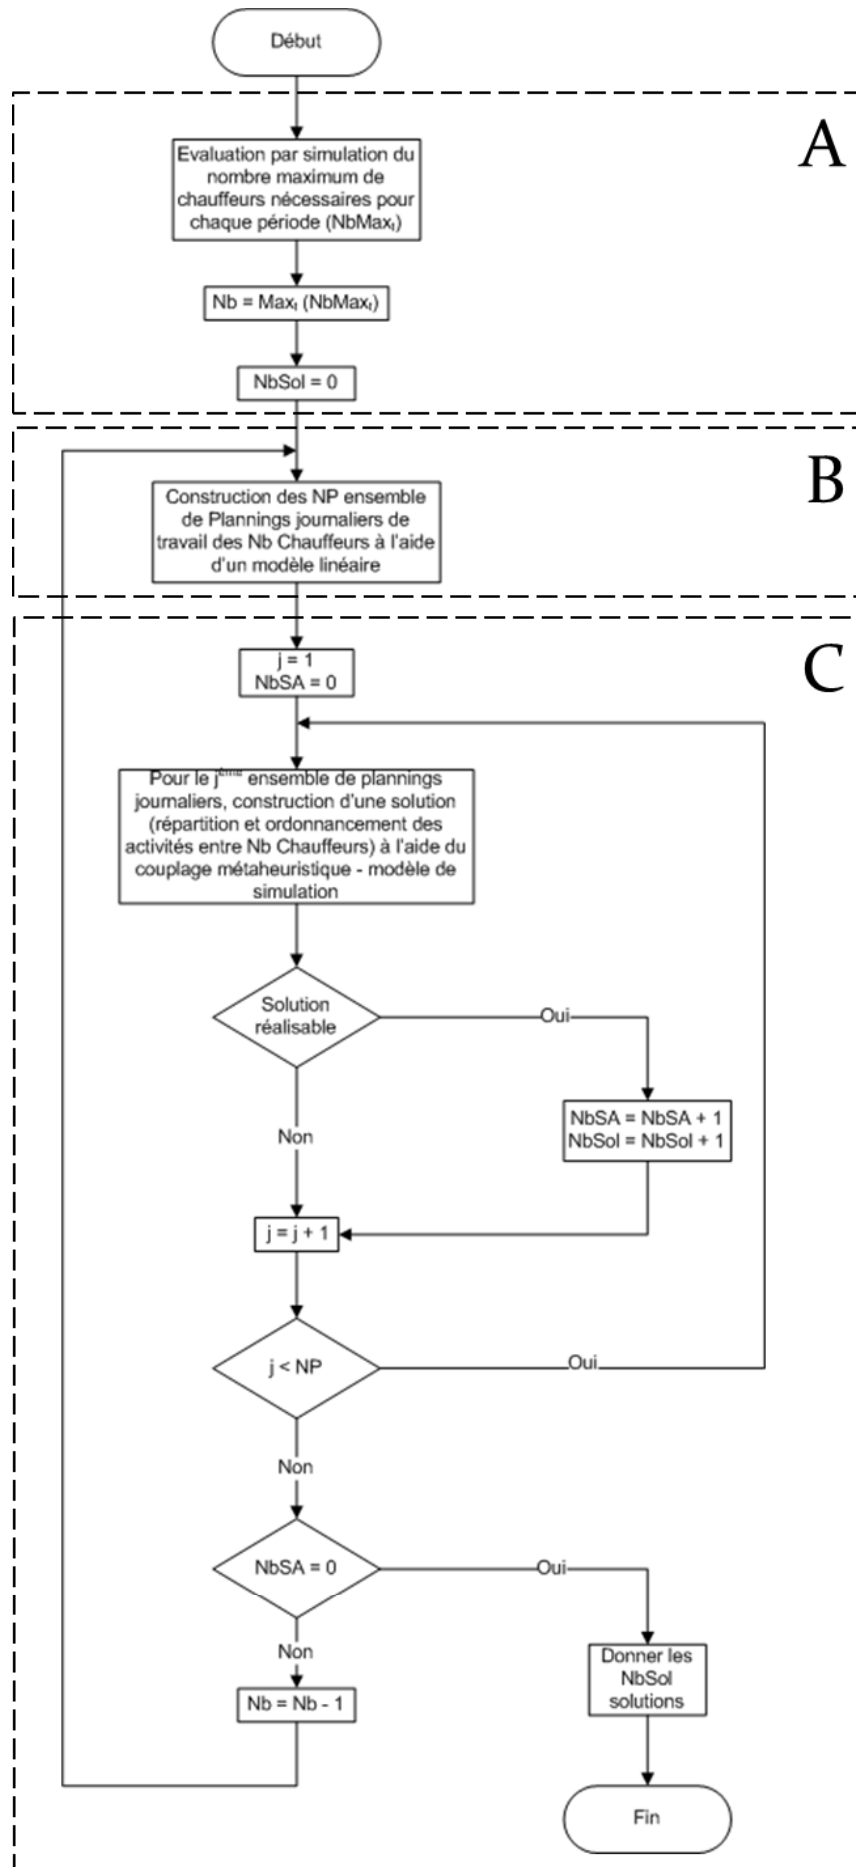 Début
A
Evaluation par simulation du
nombre maximum de
chauffeurs nécessaires pour
chaque période (NbMaxₜ)
Nb = Maxₜ (NbMaxₜ)
NbSol = 0
B
Construction des NP ensemble
de Plannings journaliers de
travail des Nb Chauffeurs à l'aide
d'un modèle linéaire
C
j = 1
NbSA = 0
Pour le jᵉᵐᵉ ensemble de plannings
journaliers, construction d'une solution
(répartition et ordonnancement des
activités entre Nb Chauffeurs) à l'aide du
couplage métaheuristique - modèle de
simulation
Solution
réalisable
Oui
NbSA = NbSA + 1
NbSol = NbSol + 1
Non
j = j + 1
j < NP
Oui
Non
NbSA = 0
Oui
Non
Donner les
NbSol
solutions
Nb = Nb - 1
Fin